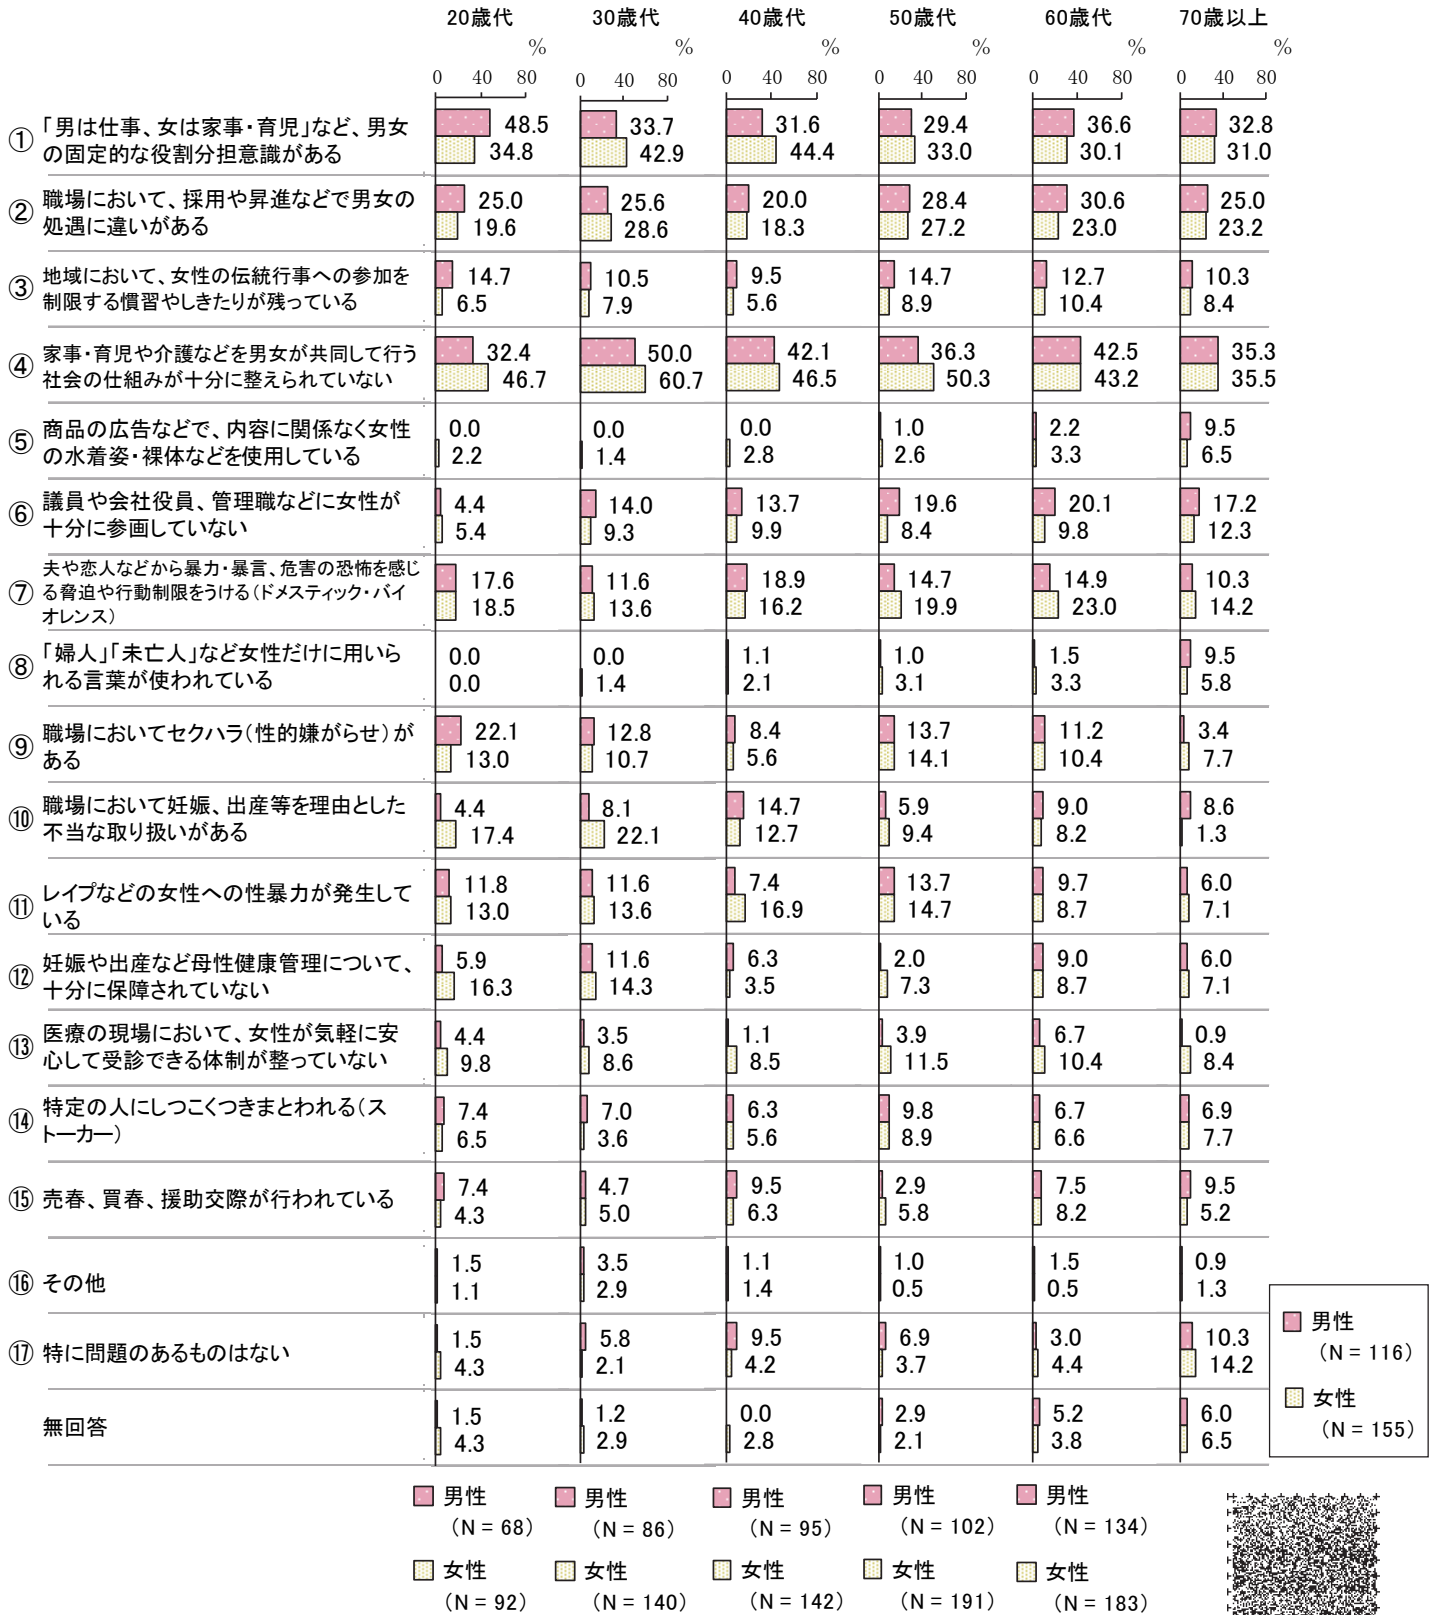 20歳代 30歳代 40歳代 50歳代 60歳代 70歳以上
% % % % % %
0 40 80 0 40 80 0 40 80 0 40 80 0 40 80 0 40 80
① 「男は仕事、女は家事・育児」など、男女
の固定的な役割分担意識がある
48.5 33.7 31.6 29.4 36.6 32.8
34.8 42.9 44.4 33.0 30.1 31.0
② 職場において、採用や昇進などで男女の
処遇に違いがある
25.0 25.6 20.0 28.4 30.6 25.0
19.6 28.6 18.3 27.2 23.0 23.2
③ 地域において、女性の伝統行事への参加を
制限する慣習やしきたりが残っている
14.7 10.5 9.5 14.7 12.7 10.3
6.5 7.9 5.6 8.9 10.4 8.4
④ 家事・育児や介護などを男女が共同して行う
社会の仕組みが十分に整えられていない
32.4 50.0 42.1 36.3 42.5 35.3
46.7 60.7 46.5 50.3 43.2 35.5
⑤ 商品の広告などで、内容に関係なく女性
の水着姿・裸体などを使用している
0.0 0.0 0.0 1.0 2.2 9.5
2.2 1.4 2.8 2.6 3.3 6.5
⑥ 議員や会社役員、管理職などに女性が
十分に参画していない
4.4 14.0 13.7 19.6 20.1 17.2
5.4 9.3 9.9 8.4 9.8 12.3
⑦ 夫や恋人などから暴力・暴言、危害の恐怖を感じ
る脅迫や行動制限をうける(ドメスティック・バイ
オレンス)
17.6 11.6 18.9 14.7 14.9 10.3
18.5 13.6 16.2 19.9 23.0 14.2
⑧ 「婦人」「未亡人」など女性だけに用いら
れる言葉が使われている
0.0 0.0 1.1 1.0 1.5 9.5
0.0 1.4 2.1 3.1 3.3 5.8
⑨ 職場においてセクハラ(性的嫌がらせ)が
ある
22.1 12.8 8.4 13.7 11.2 3.4
13.0 10.7 5.6 14.1 10.4 7.7
⑩ 職場において妊娠、出産等を理由とした
不当な取り扱いがある
4.4 8.1 14.7 5.9 9.0 8.6
17.4 22.1 12.7 9.4 8.2 1.3
⑪ レイプなどの女性への性暴力が発生して
いる
11.8 11.6 7.4 13.7 9.7 6.0
13.0 13.6 16.9 14.7 8.7 7.1
⑫ 妊娠や出産など母性健康管理について、
十分に保障されていない
5.9 11.6 6.3 2.0 9.0 6.0
16.3 14.3 3.5 7.3 8.7 7.1
⑬ 医療の現場において、女性が気軽に安
心して受診できる体制が整っていない
4.4 3.5 1.1 3.9 6.7 0.9
9.8 8.6 8.5 11.5 10.4 8.4
⑭ 特定の人にしつこくつきまとわれる(ス
トーカー)
7.4 7.0 6.3 9.8 6.7 6.9
6.5 3.6 5.6 8.9 6.6 7.7
⑮ 売春、買春、援助交際が行われている
7.4 4.7 9.5 2.9 7.5 9.5
4.3 5.0 6.3 5.8 8.2 5.2
⑯ その他
1.5 3.5 1.1 1.0 1.5 0.9
1.1 2.9 1.4 0.5 0.5 1.3
⑰ 特に問題のあるものはない
1.5 5.8 9.5 6.9 3.0 10.3
4.3 2.1 4.2 3.7 4.4 14.2
無回答
1.5 1.2 0.0 2.9 5.2 6.0
4.3 2.9 2.8 2.1 3.8 6.5
男性
(N = 116)
女性
(N = 155)
男性 男性 男性 男性 男性
(N = 68) (N = 86) (N = 95) (N = 102) (N = 134)
女性 女性 女性 女性 女性
(N = 92) (N = 140) (N = 142) (N = 191) (N = 183)